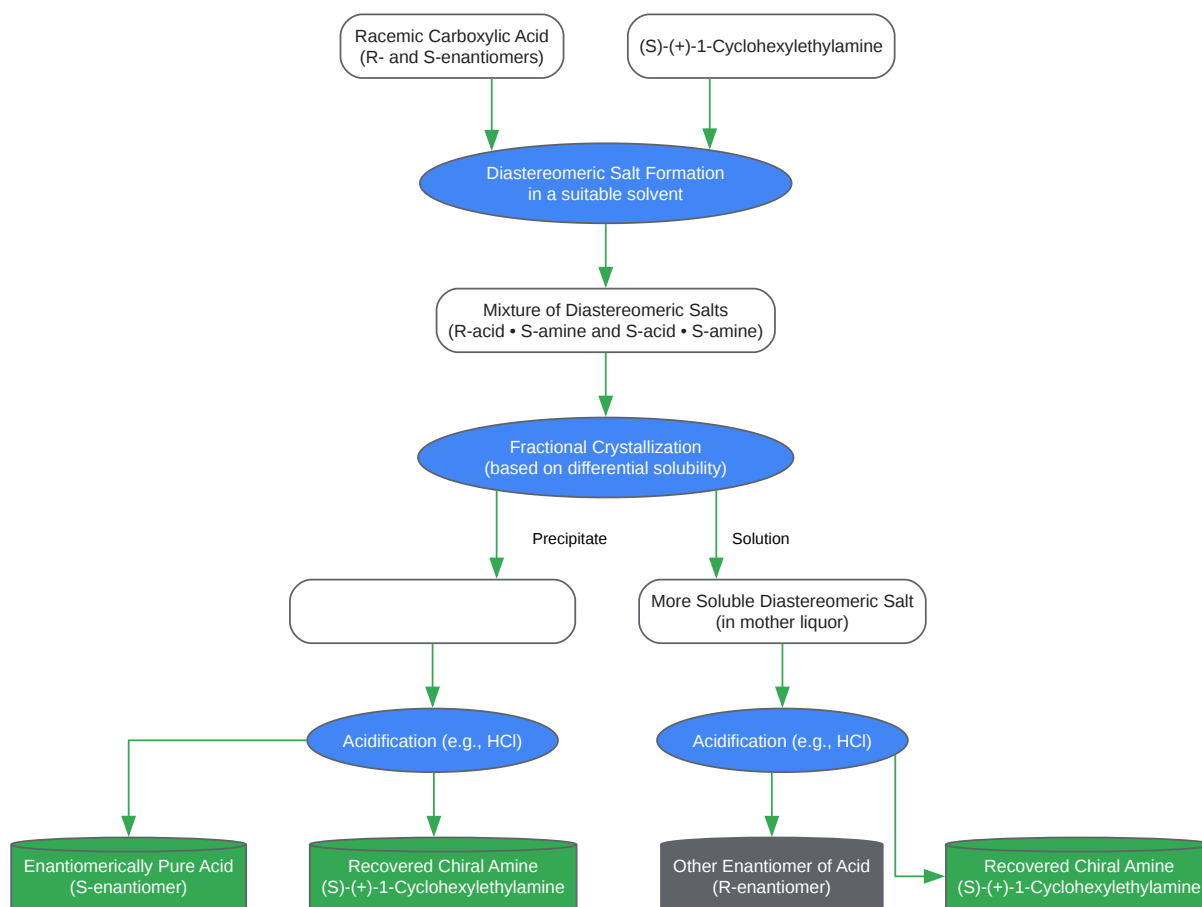 Racemic Carboxylic Acid
(R- and S-enantiomers)
(S)-(+)-1-Cyclohexylethylamine
Diastereomeric Salt Formation
in a suitable solvent
Mixture of Diastereomeric Salts
(R-acid • S-amine and S-acid • S-amine)
Fractional Crystallization
(based on differential solubility)
Precipitate
Solution
More Soluble Diastereomeric Salt
(in mother liquor)
Acidification (e.g., HCl)
Acidification (e.g., HCl)
Enantiomerically Pure Acid
(S-enantiomer)
Recovered Chiral Amine
(S)-(+)-1-Cyclohexylethylamine
Other Enantiomer of Acid
(R-enantiomer)
Recovered Chiral Amine
(S)-(+)-1-Cyclohexylethylamine